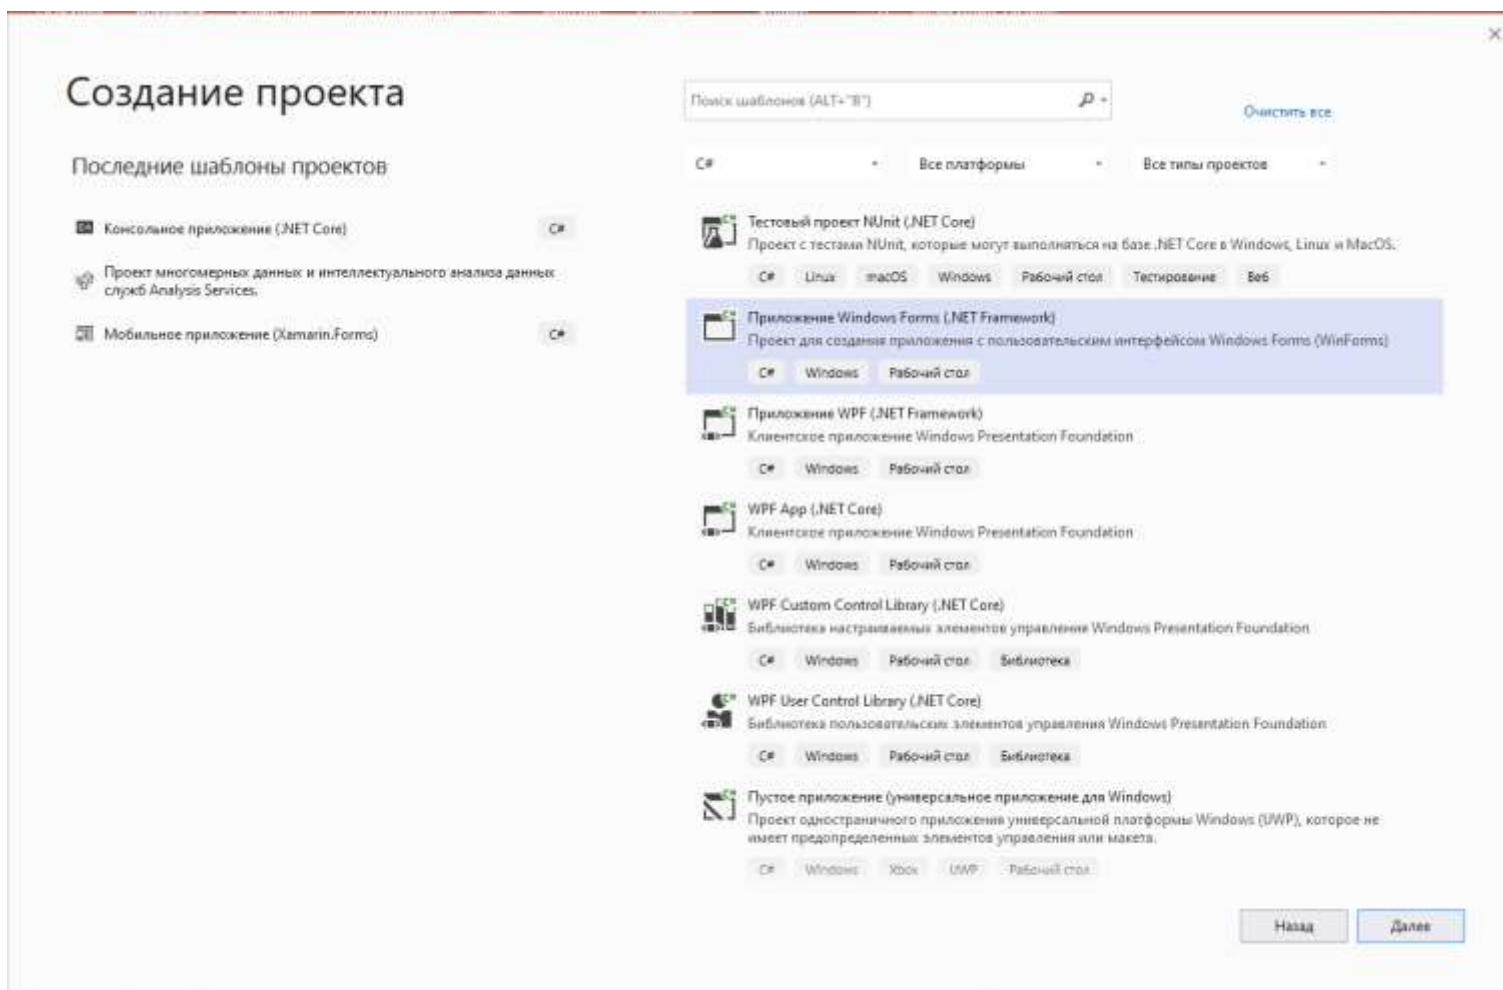 Создание проекта
Поиск шаблонов (ALT+"В")
Очистить все
Последние шаблоны проектов
C#
Все платформы
Все типы проектов
Консольное приложение (.NET Core)
C#
Проект многомерных данных и интеллектуального анализа данных
служб Analysis Services.
Мобильное приложение (Xamarin.Forms)
C#
Тестовый проект NUnit (.NET Core)
Проект с тестами NUnit, которые могут выполняться на базе .NET Core в Windows, Linux и MacOS.
C# Linux macOS Windows Рабочий стол Тестирование Веб
Приложение Windows Forms (.NET Framework)
Проект для создания приложения с пользовательским интерфейсом Windows Forms (WinForms)
C# Windows Рабочий стол
Приложение WPF (.NET Framework)
Клиентское приложение Windows Presentation Foundation
C# Windows Рабочий стол
WPF App (.NET Core)
Клиентское приложение Windows Presentation Foundation
C# Windows Рабочий стол
WPF Custom Control Library (.NET Core)
Библиотека настраиваемых элементов управления Windows Presentation Foundation
C# Windows Рабочий стол Библиотека
WPF User Control Library (.NET Core)
Библиотека пользовательских элементов управления Windows Presentation Foundation
C# Windows Рабочий стол Библиотека
Пустое приложение (универсальное приложение для Windows)
Проект одностраничного приложения универсальной платформы Windows (UWP), которое не
имеет предопределенных элементов управления или макета.
C# Windows Xbox UWP Рабочий стол
Назад
Далее